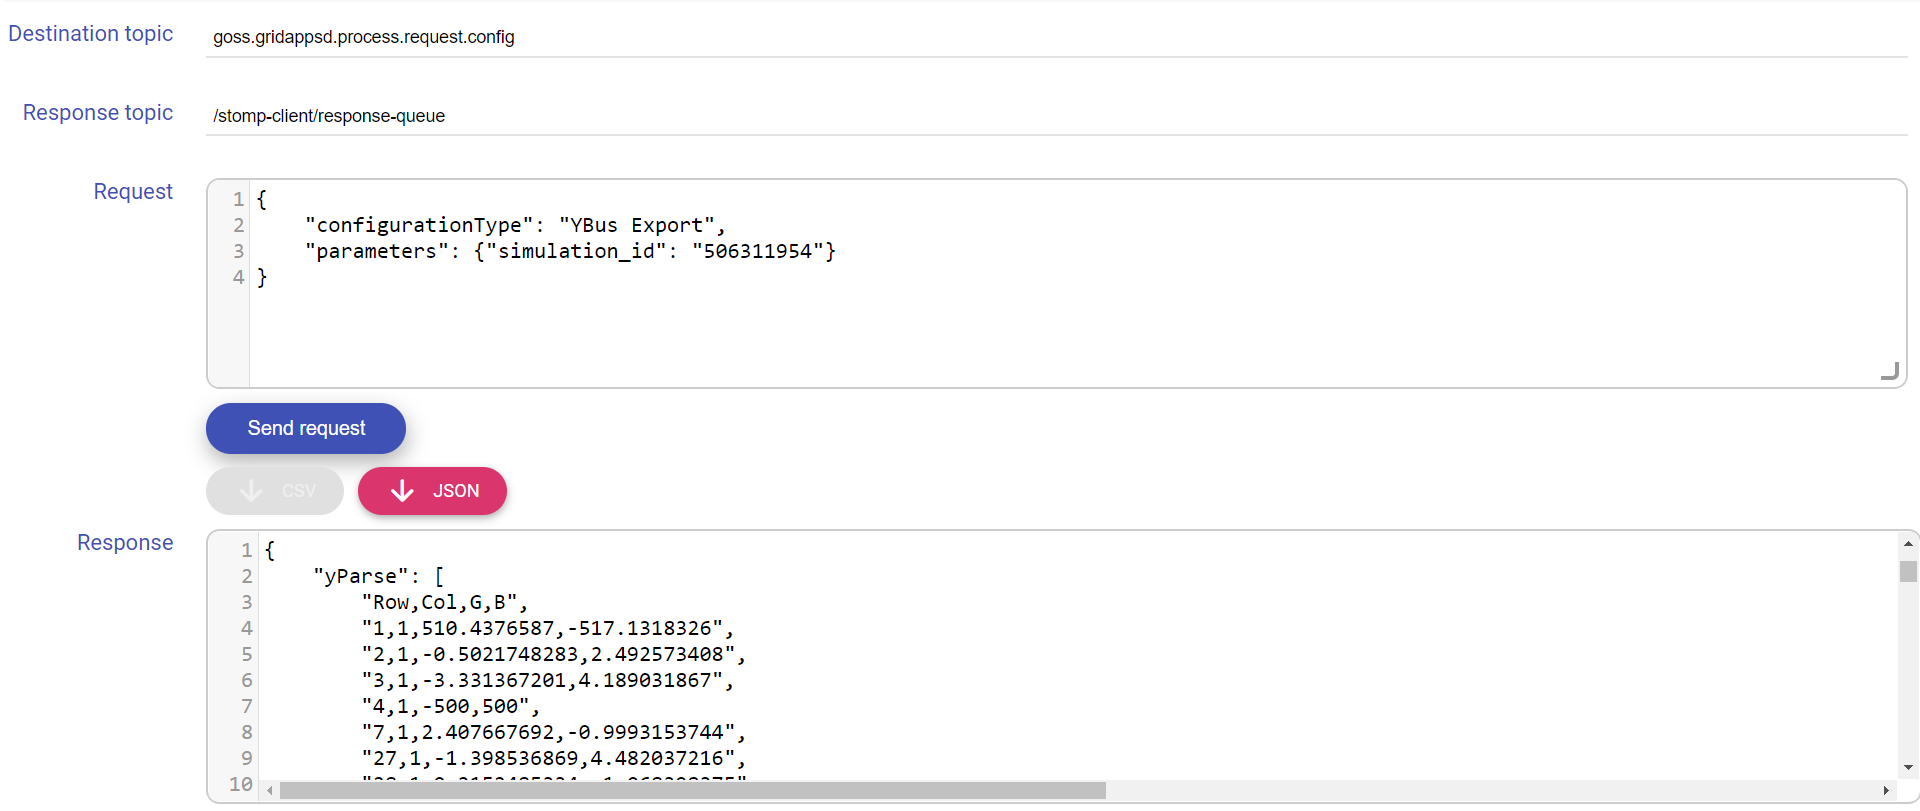 Destination topic
goss.gridappsd.process.request.config
Response topic
/stomp-client/response-queue
Request
1 {
2     "configurationType": "YBus Export",
3     "parameters": {"simulation_id": "506311954"}
4 }
Send request
CSV
JSON
Response
1 {
2     "yParse": [
3         "Row,Col,G,B",
4         "1,1,510.4376587,-517.1318326",
5         "2,1,-0.5021748283,2.492573408",
6         "3,1,-3.331367201,4.189031867",
7         "4,1,-500,500",
8         "7,1,2.407667692,-0.9993153744",
9         "27,1,-1.398536869,4.482037216",
10